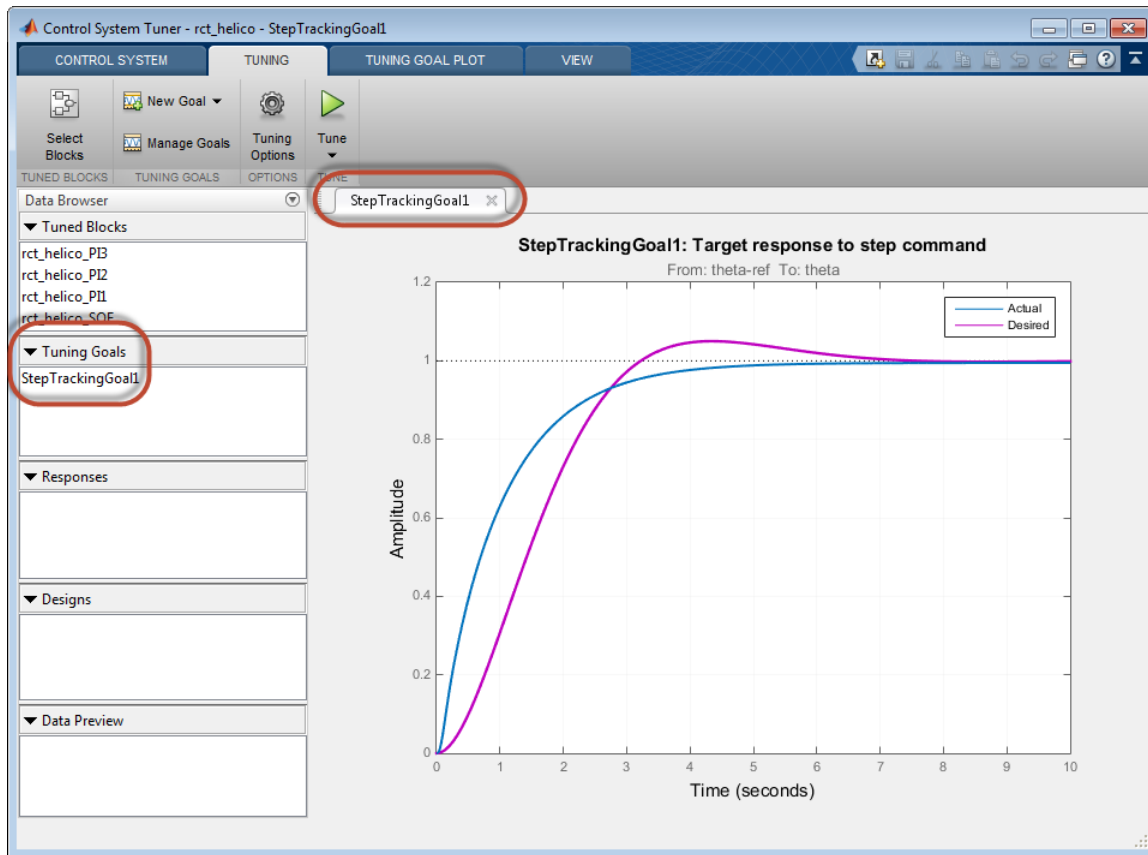 Control System Tuner - rct_helico - StepTrackingGoal1
CONTROL SYSTEM TUNING TUNING GOAL PLOT VIEW
Select Blocks
New Goal
Manage Goals
Tuning Options
Tune
TUNED BLOCKS TUNING GOALS OPTIONS TUNE
Data Browser
Tuned Blocks
rct_helico_PI3
rct_helico_PI2
rct_helico_PI1
rct_helico_SOF
Tuning Goals
StepTrackingGoal1
Responses
Designs
Data Preview
StepTrackingGoal1
StepTrackingGoal1: Target response to step command
From: theta-ref To: theta
Actual
Desired
Amplitude
1.2
1
0.8
0.6
0.4
0.2
0
0 1 2 3 4 5 6 7 8 9 10
Time (seconds)